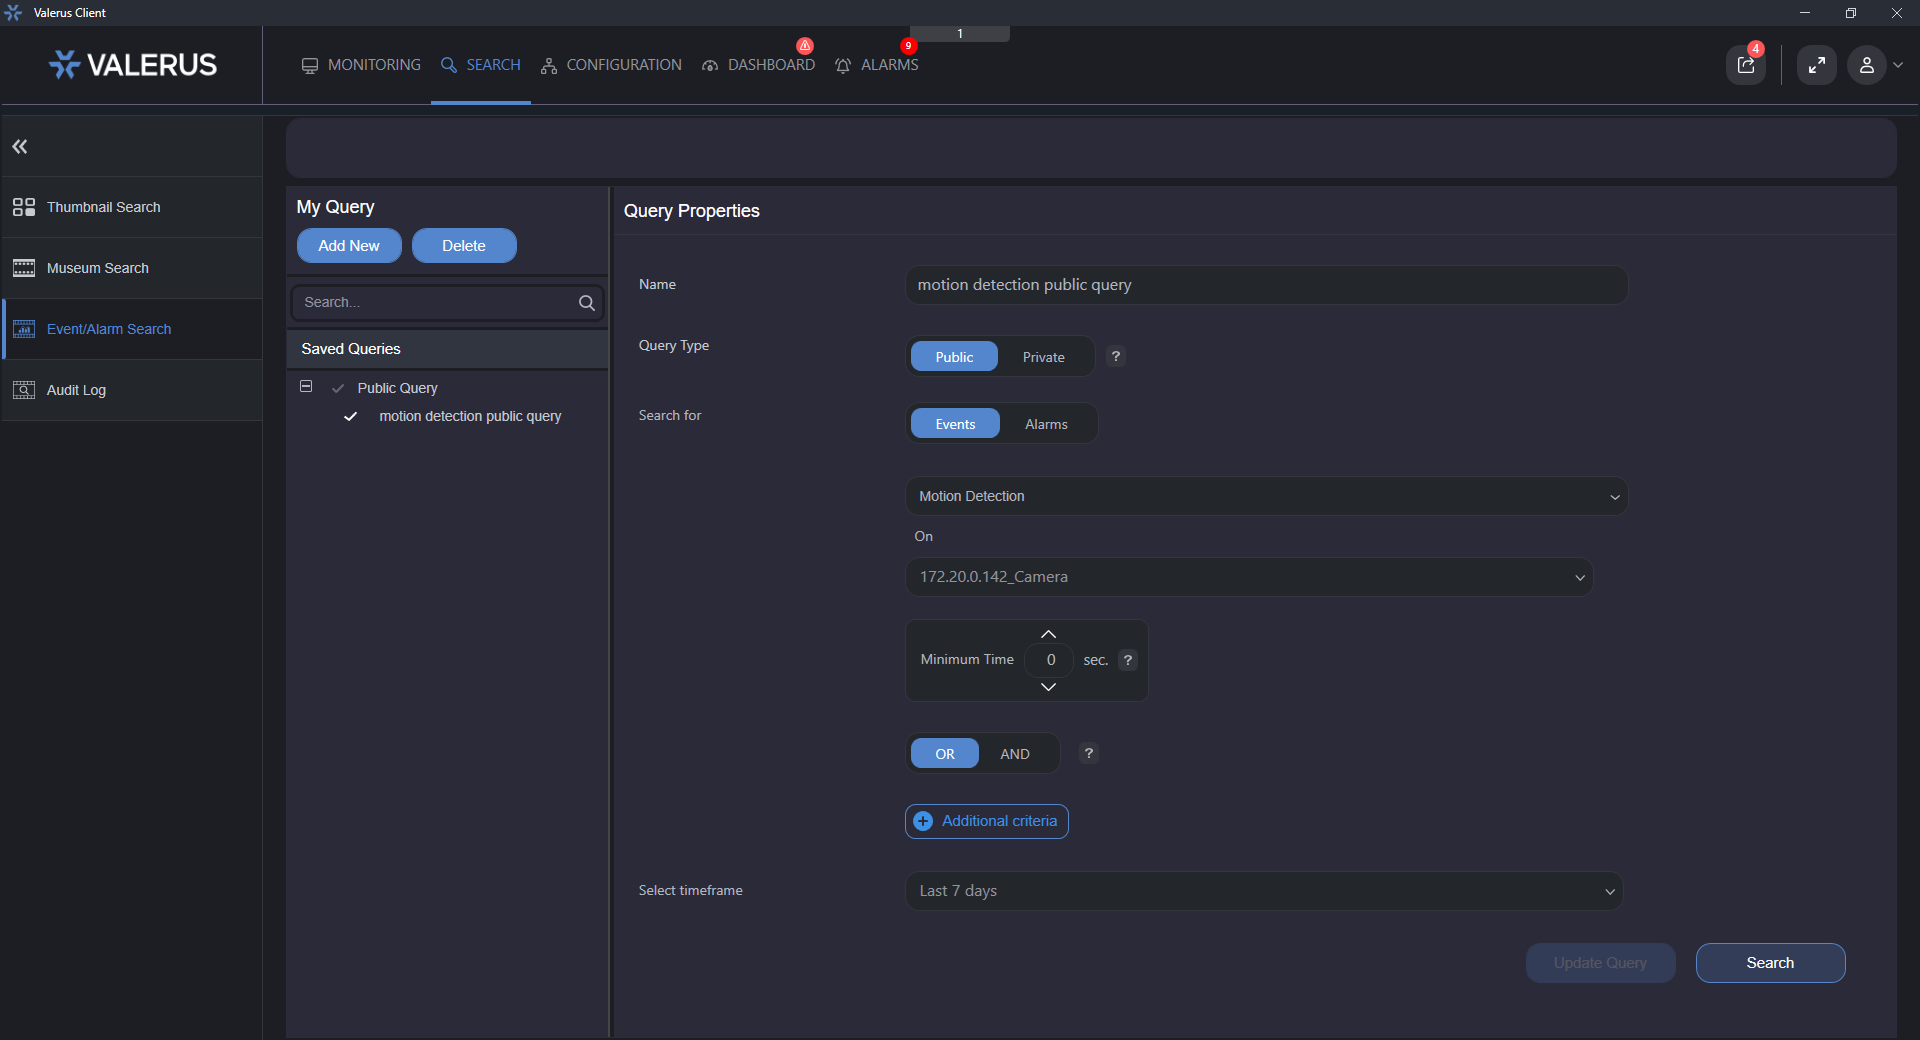 Valerus Client
1
VALERUS
MONITORING
SEARCH
CONFIGURATION
DASHBOARD
ALARMS
9
4
Thumbnail Search
Museum Search
Event/Alarm Search
Audit Log
My Query
Add New
Delete
Search...
Saved Queries
Public Query
motion detection public query
Query Properties
Name
motion detection public query
Query Type
Public
Private
?
Search for
Events
Alarms
Motion Detection
On
172.20.0.142_Camera
Minimum Time
0
sec.
?
OR
AND
?
Additional criteria
Select timeframe
Last 7 days
Update Query
Search